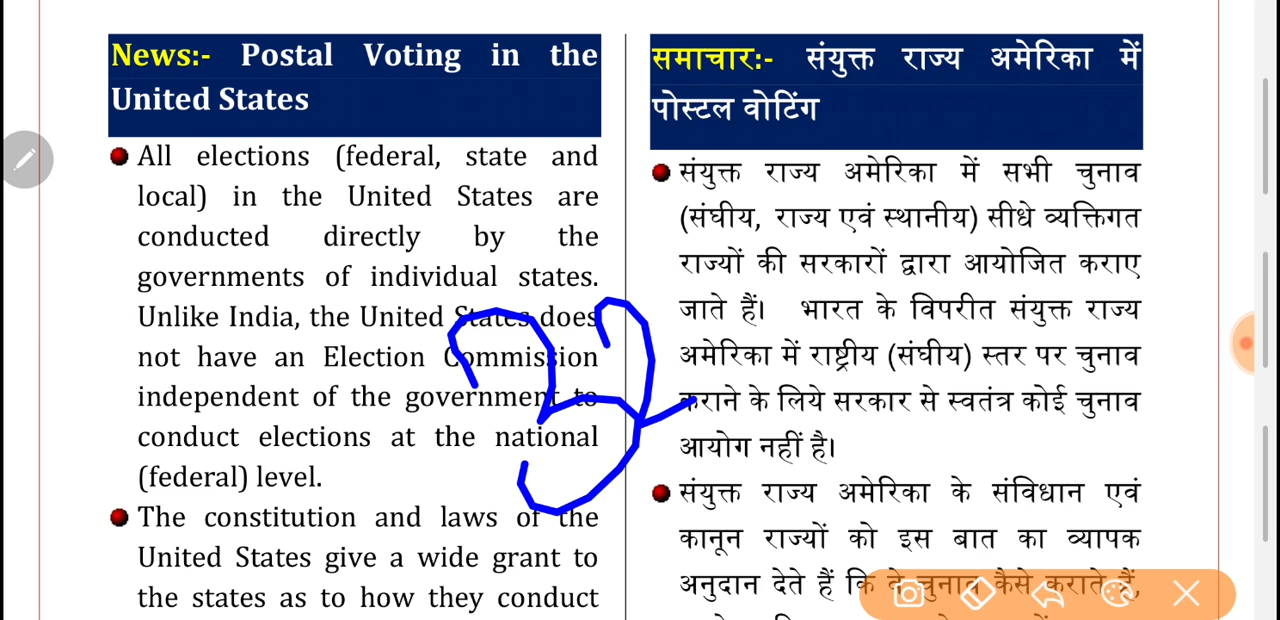 News:- Postal Voting in the
United States
All elections (federal, state and
local) in the United States are
conducted directly by the
governments of individual states.
Unlike India, the United States does
not have an Election Commission
independent of the government to
conduct elections at the national
(federal) level.
The constitution and laws of the
United States give a wide grant to
the states as to how they conduct
समाचारः- संयुक्त राज्य अमेरिका में
पोस्टल वोटिंग
संयुक्त राज्य अमेरिका में सभी चुनाव
(संघीय, राज्य एवं स्थानीय) सीधे व्यक्तिगत
राज्यों की सरकारों द्वारा आयोजित कराए
जाते हैं। भारत के विपरीत संयुक्त राज्य
अमेरिका में राष्ट्रीय (संघीय) स्तर पर चुनाव
कराने के लिये सरकार से स्वतंत्र कोई चुनाव
आयोग नहीं है।
संयुक्त राज्य अमेरिका के संविधान एवं
कानून राज्यों को इस बात का व्यापक
अनुदान देते हैं कि वे चुनाव कैसे कराते हैं,